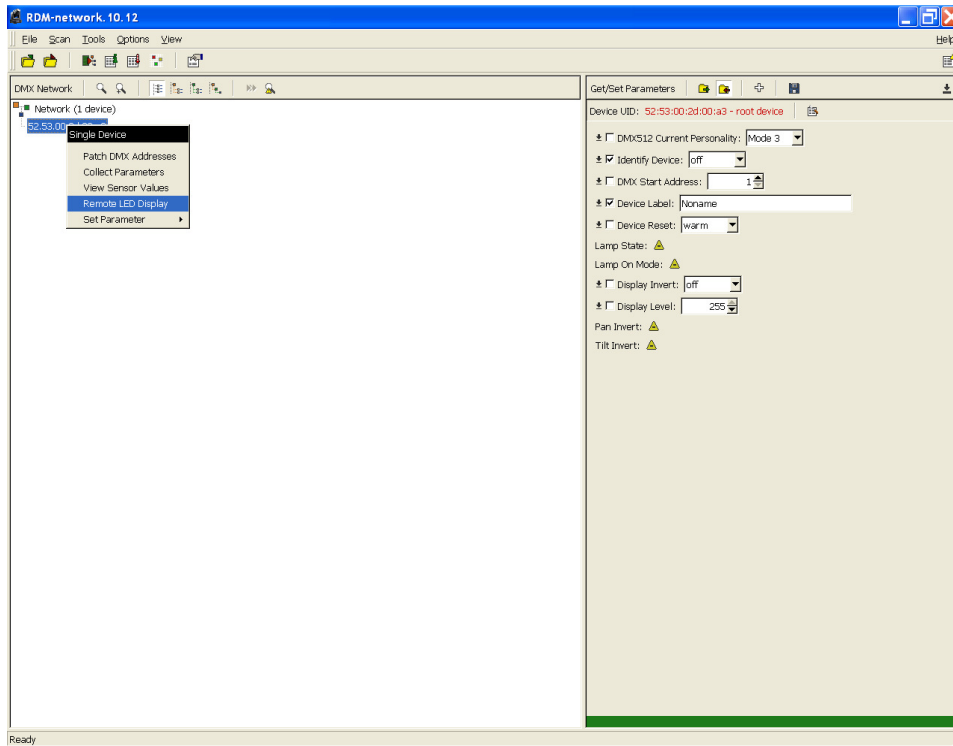 RDM-network.10.12
File Scan Tools Options View Help
DMX Network
Get/Set Parameters
Network (1 device)
Device UID: 52:53:00:2d:00:a3 - root device
52.53.00
Single Device
Patch DMX Addresses
Collect Parameters
View Sensor Values
Remote LED Display
Set Parameter
DMX512 Current Personality: Mode 3
Identify Device: off
DMX Start Address: 1
Device Label: Noname
Device Reset: warm
Lamp State:
Lamp On Mode:
Display Invert: off
Display Level: 255
Pan Invert:
Tilt Invert:
Ready